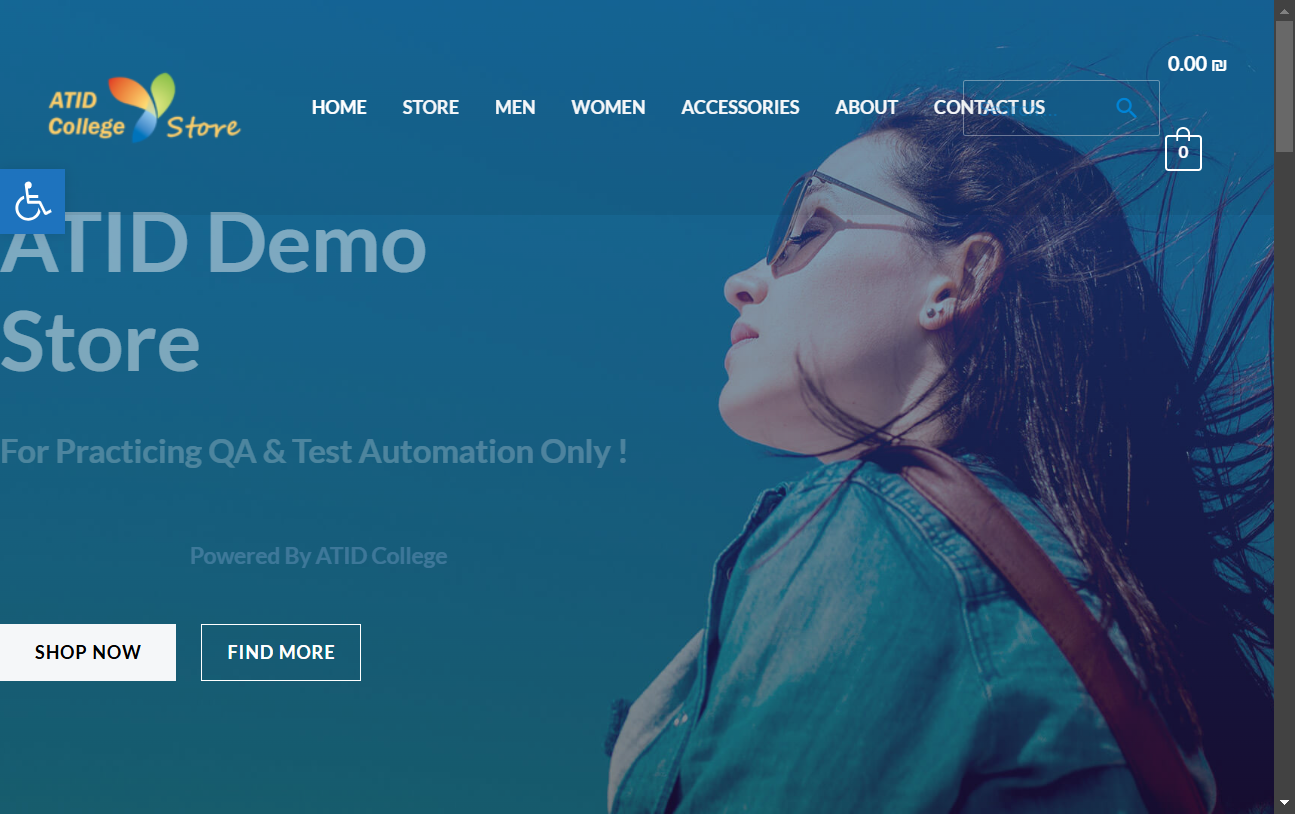 0.00 ₪
ATID
College Store
HOME STORE MEN WOMEN ACCESSORIES ABOUT CONTACT US
0
ATID Demo
Store
For Practicing QA & Test Automation Only !
Powered By ATID College
SHOP NOW FIND MORE